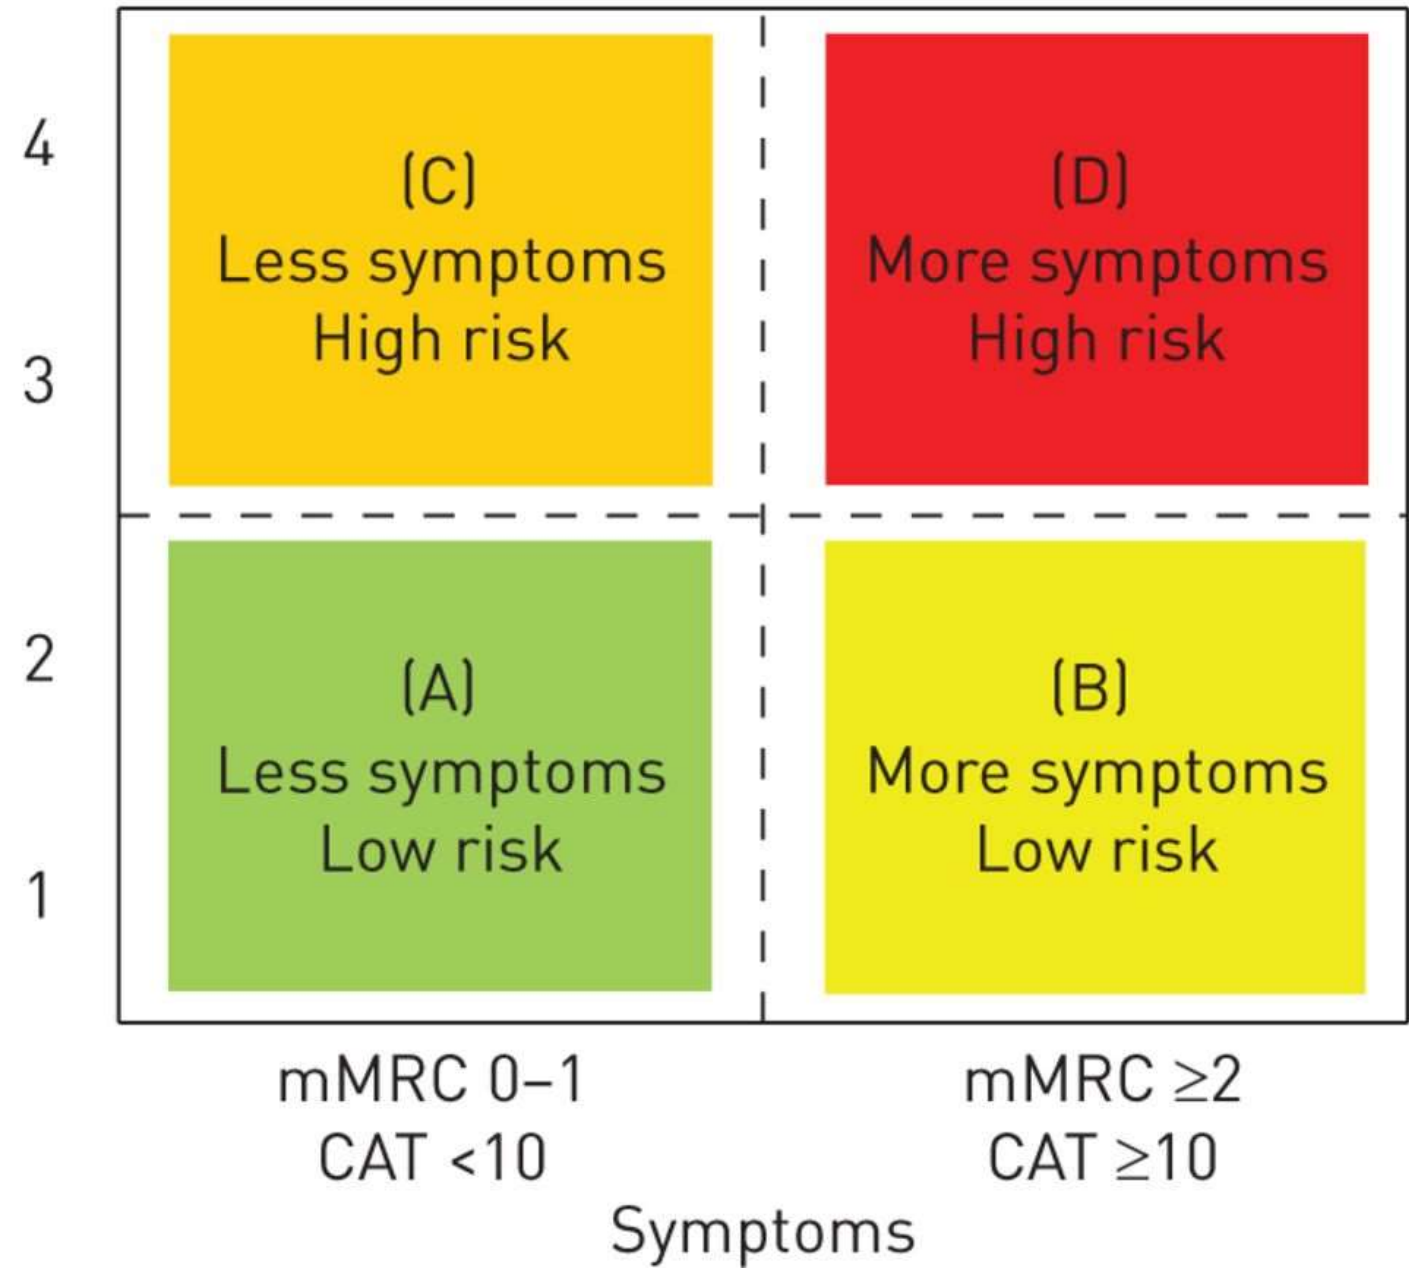 4
3
2
1
(C)
Less symptoms
High risk
(D)
More symptoms
High risk
(A)
Less symptoms
Low risk
(B)
More symptoms
Low risk
mMRC 0–1
CAT <10
mMRC ≥2
CAT ≥10
Symptoms